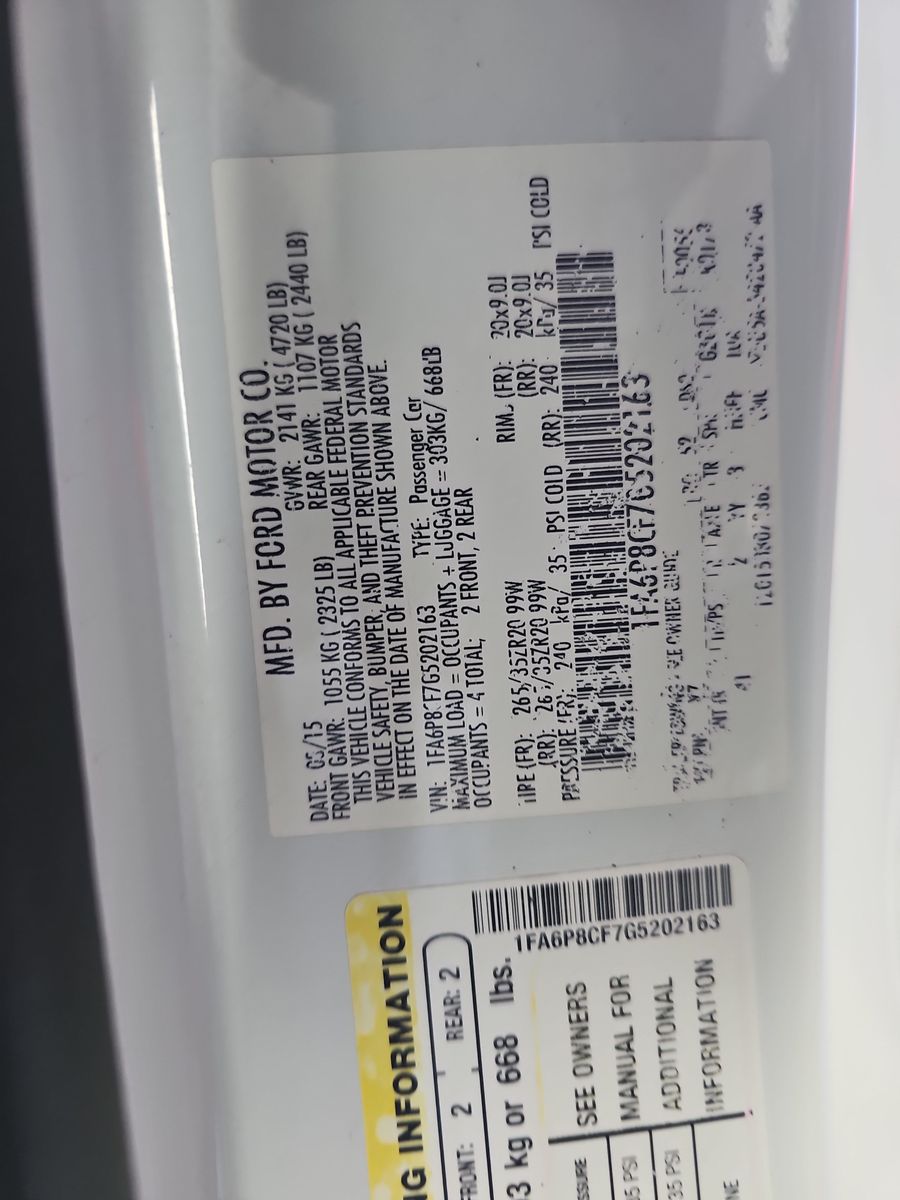 MFD. BY FORD MOTOR CO.
DATE: 05/15 GVWR: 2141 KG ( 4720 LB)
FRONT GAWR: 1055 KG ( 2325 LB) REAR GAWR: 1107 KG ( 2440 LB)
THIS VEHICLE CONFORMS TO ALL APPLICABLE FEDERAL MOTOR
VEHICLE SAFETY, BUMPER, AND THEFT PREVENTION STANDARDS
IN EFFECT ON THE DATE OF MANUFACTURE SHOWN ABOVE.
VIN: 1FA6P8CF7G5202163 TYPE: Passenger Car
MAXIMUM LOAD = OCCUPANTS + LUGGAGE = 303KG/ 668LB
OCCUPANTS = 4 TOTAL, 2 FRONT, 2 REAR
TIRE (FR): 265/35ZR20 99W RIM: (FR): 20x9.0J
(RR): 265/35ZR20 99W (RR): 20x9.0J
PRESSURE (FR): 240 kPa/ 35 PSI COLD (RR): 240 kPa/ 35 PSI COLD
1FA6P8CF7G5202163
G INFORMATION
FRONT: 2 REAR: 2
3 kg or 668 lbs.
1FA6P8CF7G5202163
SSURE
35 PSI
SEE OWNERS
MANUAL FOR
ADDITIONAL
INFORMATION